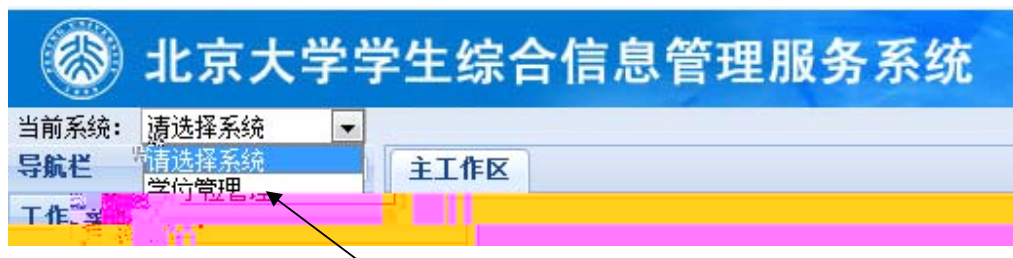 北京大学学生综合信息管理服务系统
当前系统: 请选择系统
导航栏 请选择系统 主工作区
学位管理
工作